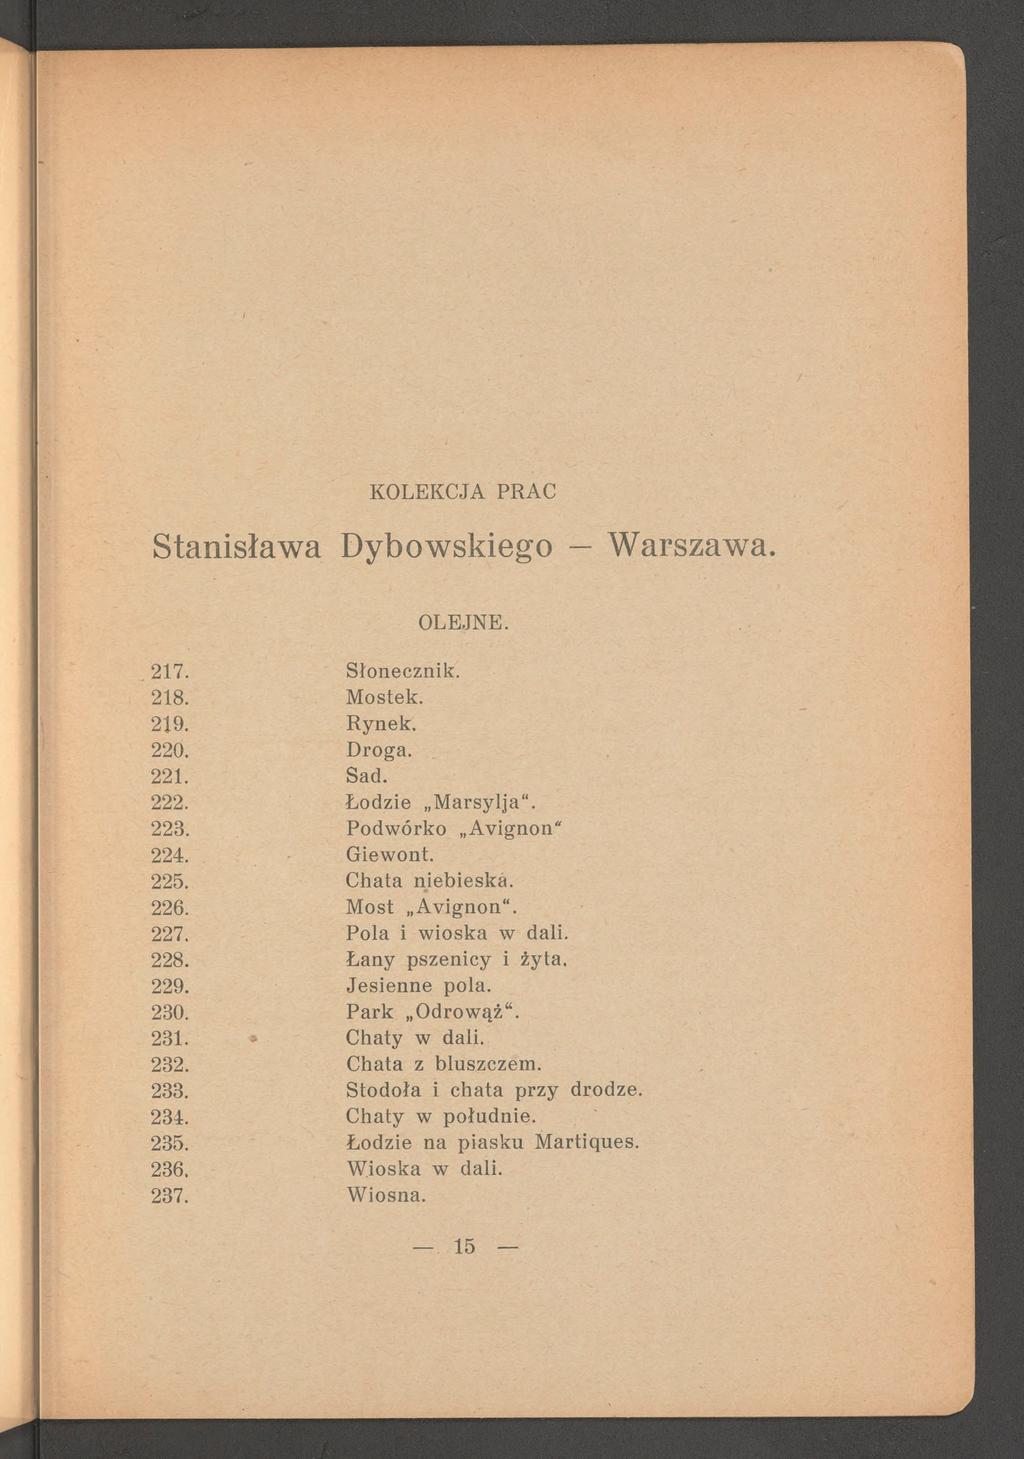 KOLEKCJA PRAC
Stanisława Dybowskiego — Warszawa.
OLEJNE.
217. Słonecznik.
218. Mostek.
219. Rynek.
220. Droga.
221. Sad.
222. Łodzie „Marsylja“.
223. Podwórko „Avignon“
224. Giewont.
225. Chata niebieska.
226. Most „Avignon“.
227. Pola i wioska w dali.
228. Łany pszenicy i żyta.
229. Jesienne pola.
230. Park „Odrowąż“.
231. Chaty w dali.
232. Chata z bluszczem.
233. Stodoła i chata przy drodze.
234. Chaty w południe.
235. Łodzie na piasku Martiques.
236. Wioska w dali.
237. Wiosna.
— 15 —